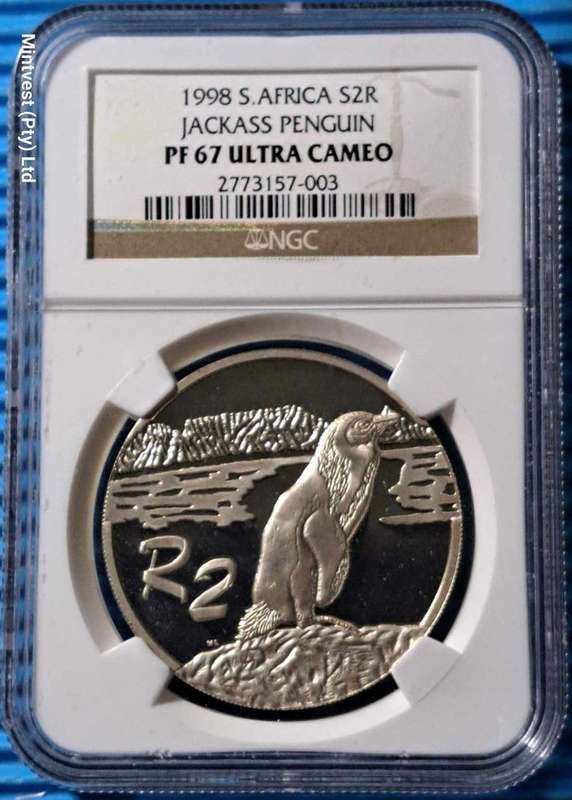 Mintvest (Pty) Ltd
1998 S.AFRICA S2R
JACKASS PENGUIN
PF 67 ULTRA CAMEO
2773157-003
NGC
R2